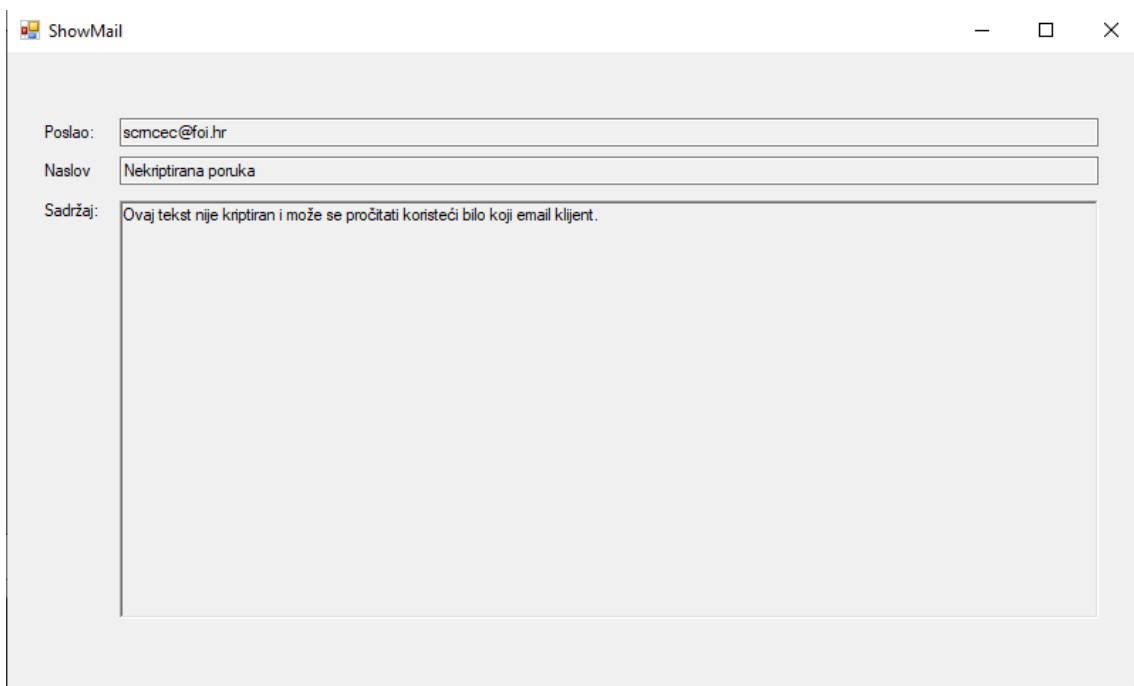 ShowMail
Poslao: scrncec@foi.hr
Naslov Nekriptirana poruka
Sadržaj: Ovaj tekst nije kriptiran i može se pročitati koristeći bilo koji email klijent.